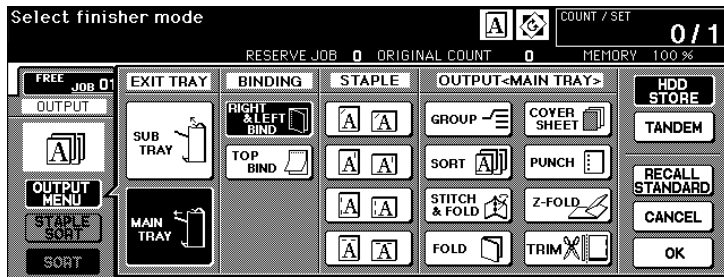 Select finisher mode
A
COUNT / SET
0/1
RESERVE JOB 0 ORIGINAL COUNT 0 MEMORY 100 %
FREE JOB 01
OUTPUT
A
OUTPUT MENU
STAPLE SORT
SORT
EXIT TRAY
SUB TRAY
MAIN TRAY
BINDING
RIGHT &LEFT BIND
TOP BIND
STAPLE
A A
A A
A A
A A
OUTPUT<MAIN TRAY>
GROUP
COVER SHEET
SORT A
PUNCH
STITCH & FOLD
Z-FOLD
FOLD
TRIM
HDD STORE
TANDEM
RECALL STANDARD
CANCEL
OK